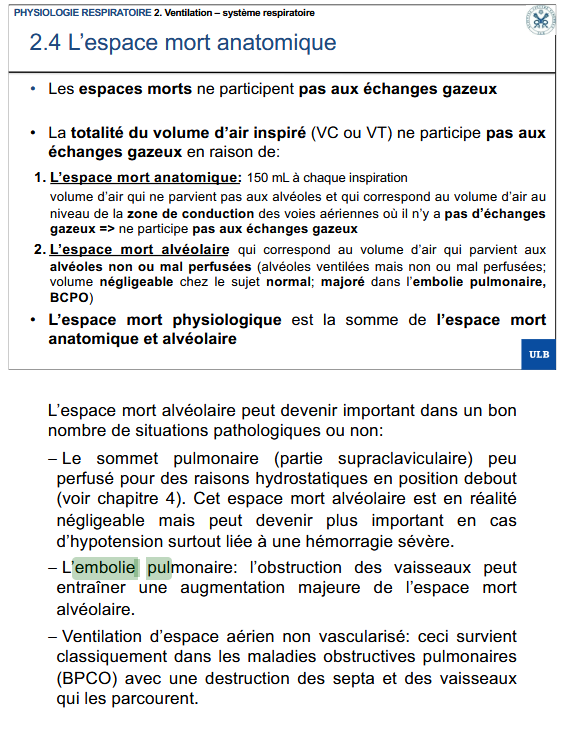 PHYSIOLOGIE RESPIRATOIRE 2. Ventilation – système respiratoire
2.4 L'espace mort anatomique
• Les espaces morts ne participent pas aux échanges gazeux
• La totalité du volume d'air inspiré (VC ou VT) ne participe pas aux
échanges gazeux en raison de:
1. L'espace mort anatomique: 150 mL à chaque inspiration
volume d'air qui ne parvient pas aux alvéoles et qui correspond au volume d'air au
niveau de la zone de conduction des voies aériennes où il n'y a pas d'échanges
gazeux => ne participe pas aux échanges gazeux
2. L'espace mort alvéolaire qui correspond au volume d'air qui parvient aux
alvéoles non ou mal perfusées (alvéoles ventilées mais non ou mal perfusées;
volume négligeable chez le sujet normal; majoré dans l'embolie pulmonaire,
BCPO)
• L'espace mort physiologique est la somme de l'espace mort
anatomique et alvéolaire
ULB
L'espace mort alvéolaire peut devenir important dans un bon
nombre de situations pathologiques ou non:
– Le sommet pulmonaire (partie supraclaviculaire) peu
perfusé pour des raisons hydrostatiques en position debout
(voir chapitre 4). Cet espace mort alvéolaire est en réalité
négligeable mais peut devenir plus important en cas
d'hypotension surtout liée à une hémorragie sévère.
– L'embolie pulmonaire: l'obstruction des vaisseaux peut
entraîner une augmentation majeure de l'espace mort
alvéolaire.
– Ventilation d'espace aérien non vascularisé: ceci survient
classiquement dans les maladies obstructives pulmonaires
(BPCO) avec une destruction des septa et des vaisseaux
qui les parcourent.